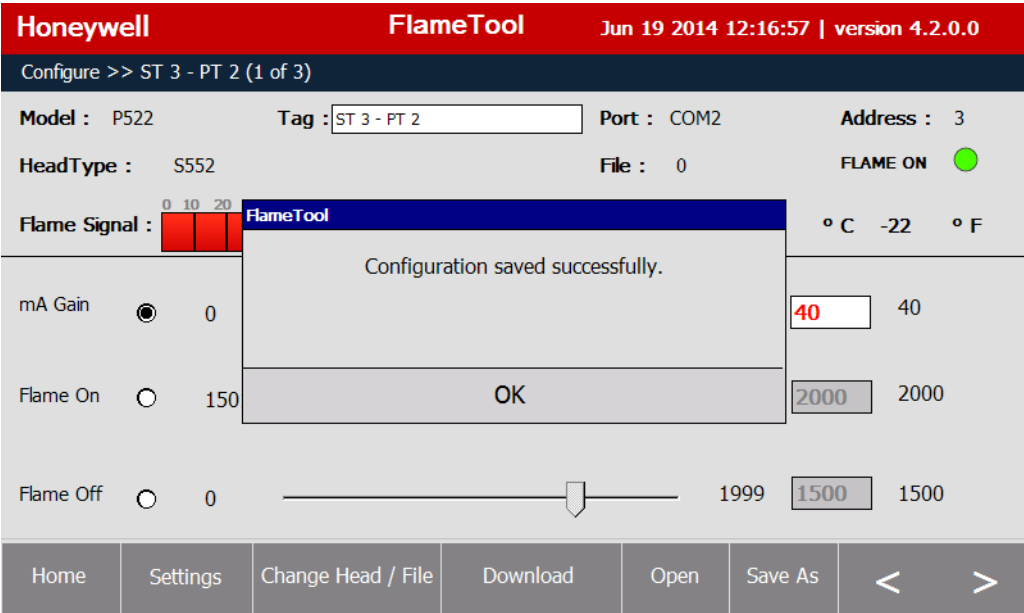 Honeywell FlameTool Jun 19 2014 12:16:57 | version 4.2.0.0
Configure >> ST 3 - PT 2 (1 of 3)
Model : P522 Tag : ST 3 - PT 2 Port : COM2 Address : 3
HeadType : S552 File : 0 FLAME ON
0 10 20
Flame Signal : º C -22 º F
FlameTool
Configuration saved successfully.
OK
mA Gain 0 40 40
Flame On 150 2000 2000
Flame Off 0 1999 1500 1500
Home Settings Change Head / File Download Open Save As < >